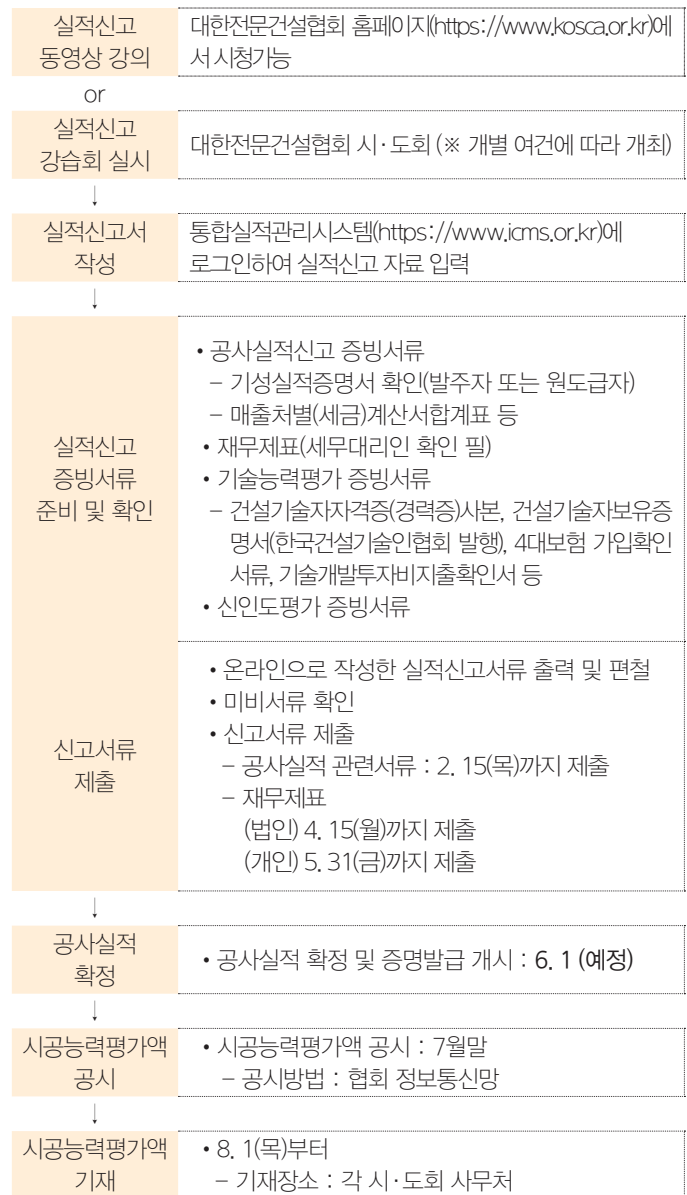 실적신고
동영상 강의
대한전문건설협회 홈페이지(https://www.kosca.or.kr)에
서 시청가능
or
실적신고
강습회 실시
대한전문건설협회 시·도회 (※ 개별 여건에 따라 개최)
↓
실적신고서
작성
통합실적관리시스템(https://www.icms.or.kr)에
로그인하여 실적신고 자료 입력
↓
실적신고
증빙서류
준비 및 확인
• 공사실적신고 증빙서류
– 기성실적증명서 확인(발주자 또는 원도급자)
– 매출처별(세금)계산서합계표 등
• 재무제표(세무대리인 확인 필)
• 기술능력평가 증빙서류
– 건설기술자자격증(경력증)사본, 건설기술자보유증
명서(한국건설기술인협회 발행), 4대보험 가입확인
서류, 기술개발투자비지출확인서 등
• 신인도평가 증빙서류
신고서류
제출
• 온라인으로 작성한 실적신고서류 출력 및 편철
• 미비서류 확인
• 신고서류 제출
– 공사실적 관련서류 : 2. 15(목)까지 제출
– 재무제표
(법인) 4. 15(월)까지 제출
(개인) 5. 31(금)까지 제출
↓
공사실적
확정
• 공사실적 확정 및 증명발급 개시 : 6. 1 (예정)
↓
시공능력평가액
공시
• 시공능력평가액 공시 : 7월말
– 공시방법 : 협회 정보통신망
↓
시공능력평가액
기재
• 8. 1(목)부터
– 기재장소 : 각 시·도회 사무처